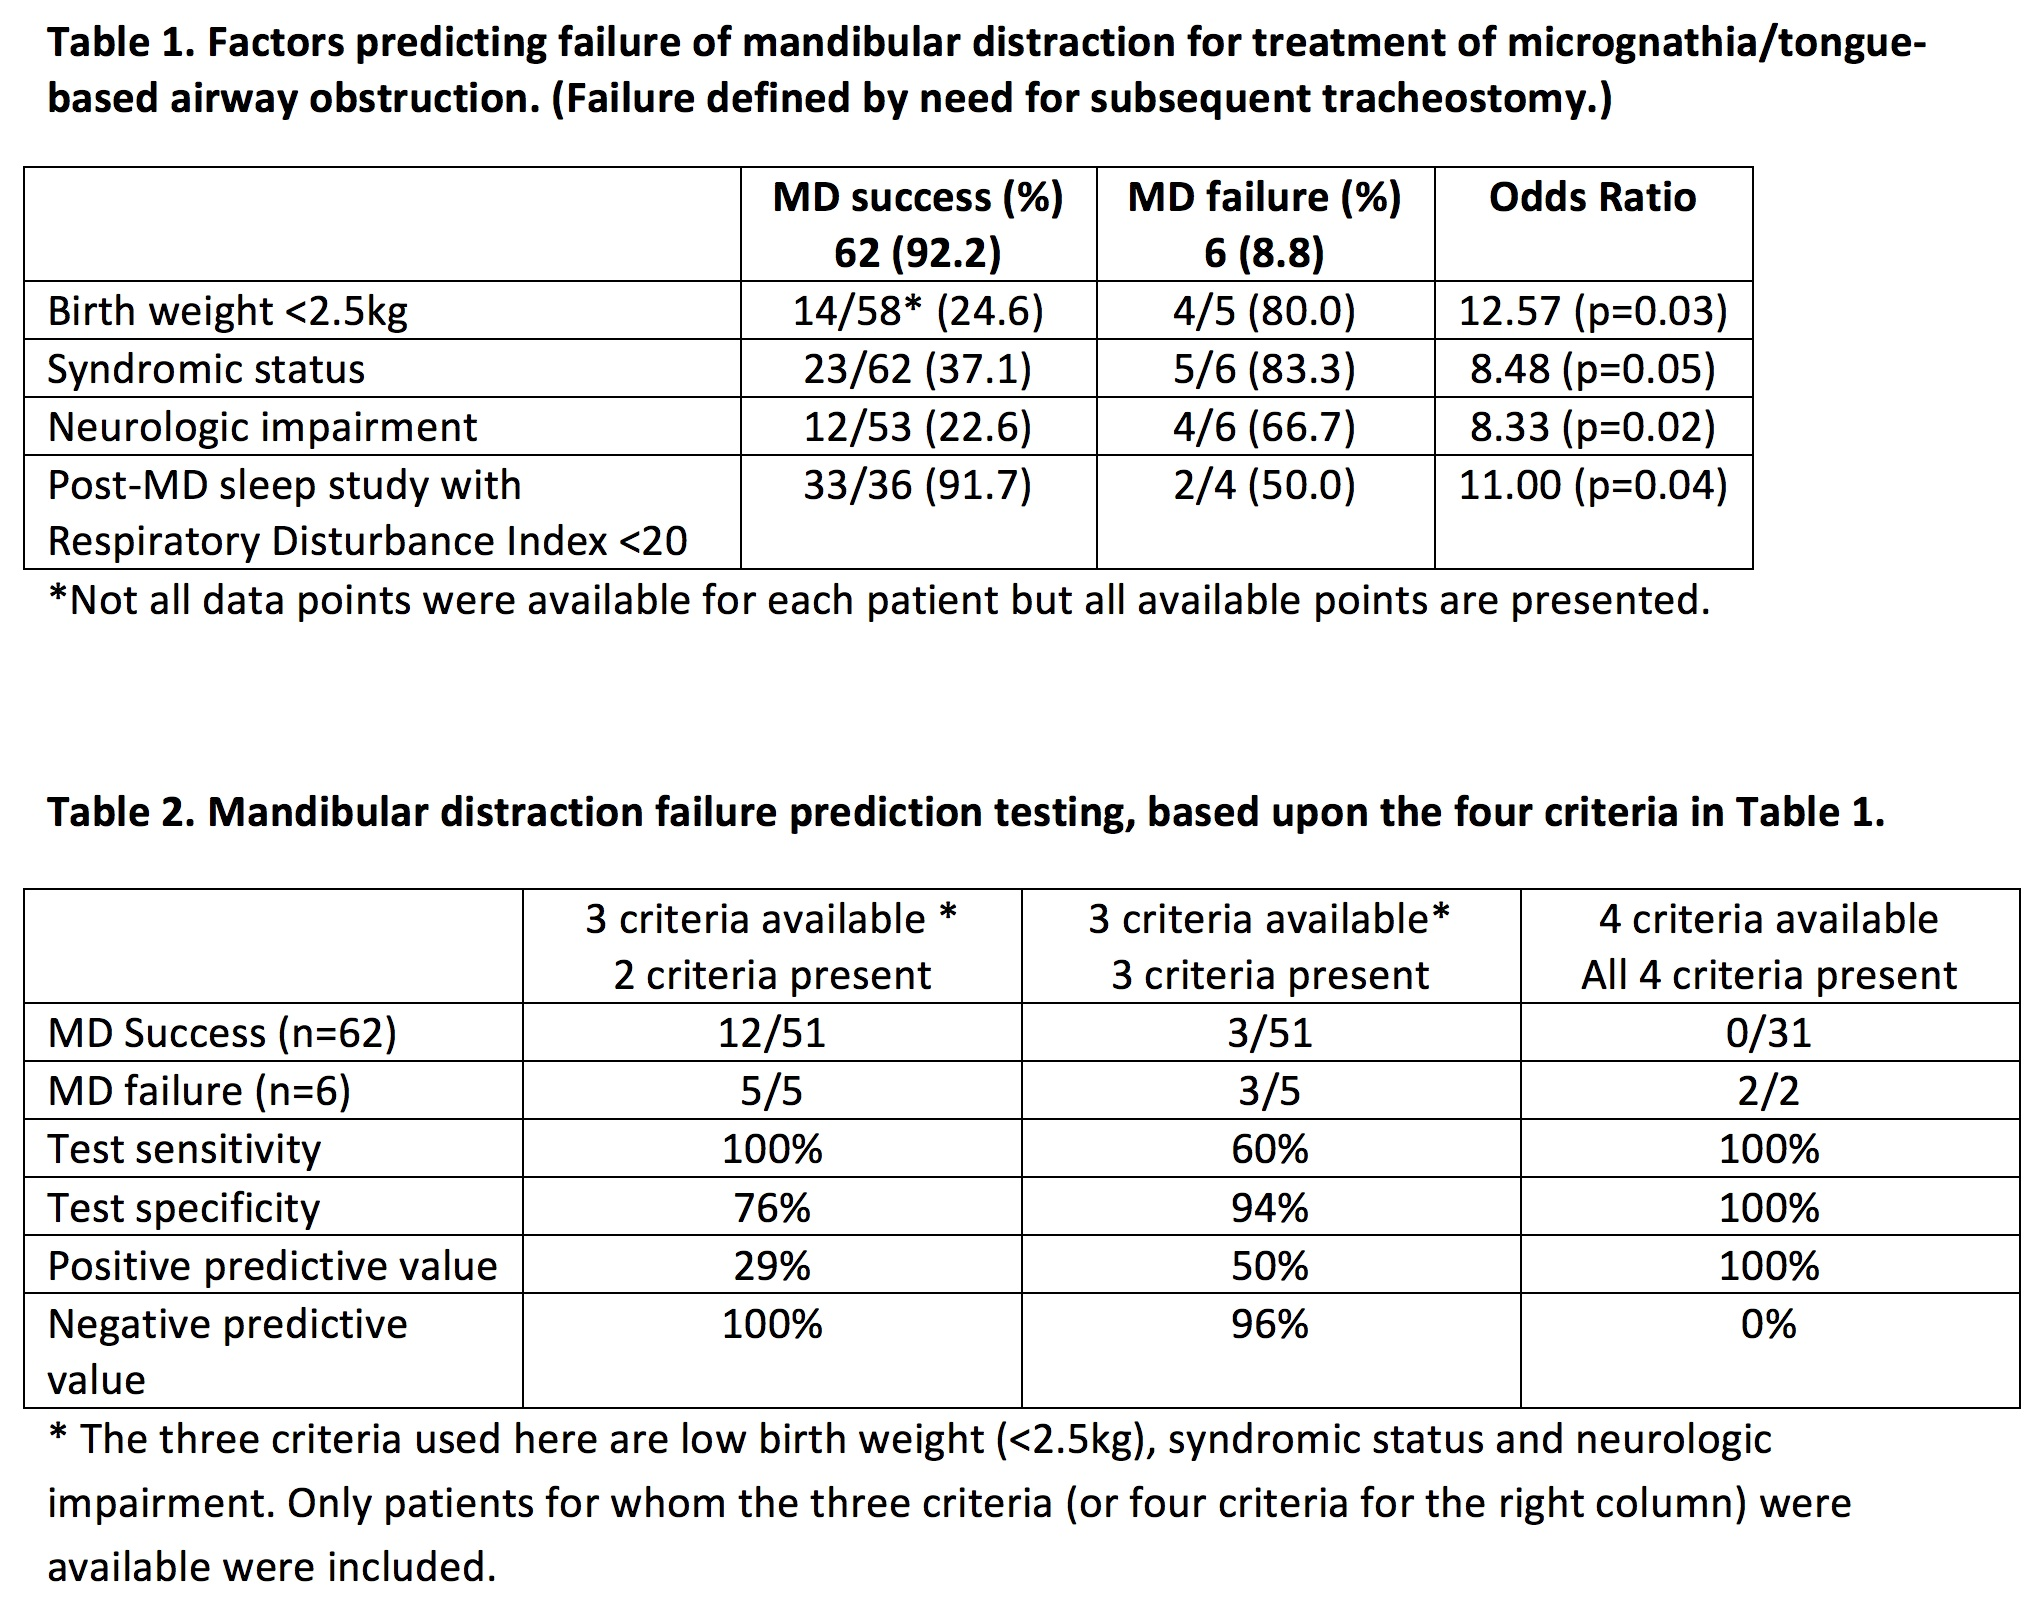 Table 1. Factors predicting failure of mandibular distraction for treatment of micrognathia/tongue-
based airway obstruction. (Failure defined by need for subsequent tracheostomy.)
MD success (%) MD failure (%) Odds Ratio
62 (92.2) 6 (8.8)
Birth weight <2.5kg 14/58* (24.6) 4/5 (80.0) 12.57 (p=0.03)
Syndromic status 23/62 (37.1) 5/6 (83.3) 8.48 (p=0.05)
Neurologic impairment 12/53 (22.6) 4/6 (66.7) 8.33 (p=0.02)
Post-MD sleep study with 33/36 (91.7) 2/4 (50.0) 11.00 (p=0.04)
Respiratory Disturbance Index <20
*Not all data points were available for each patient but all available points are presented.
Table 2. Mandibular distraction failure prediction testing, based upon the four criteria in Table 1.
3 criteria available * 3 criteria available* 4 criteria available
2 criteria present 3 criteria present All 4 criteria present
MD Success (n=62) 12/51 3/51 0/31
MD failure (n=6) 5/5 3/5 2/2
Test sensitivity 100% 60% 100%
Test specificity 76% 94% 100%
Positive predictive value 29% 50% 100%
Negative predictive 100% 96% 0%
value
* The three criteria used here are low birth weight (<2.5kg), syndromic status and neurologic
impairment. Only patients for whom the three criteria (or four criteria for the right column) were
available were included.